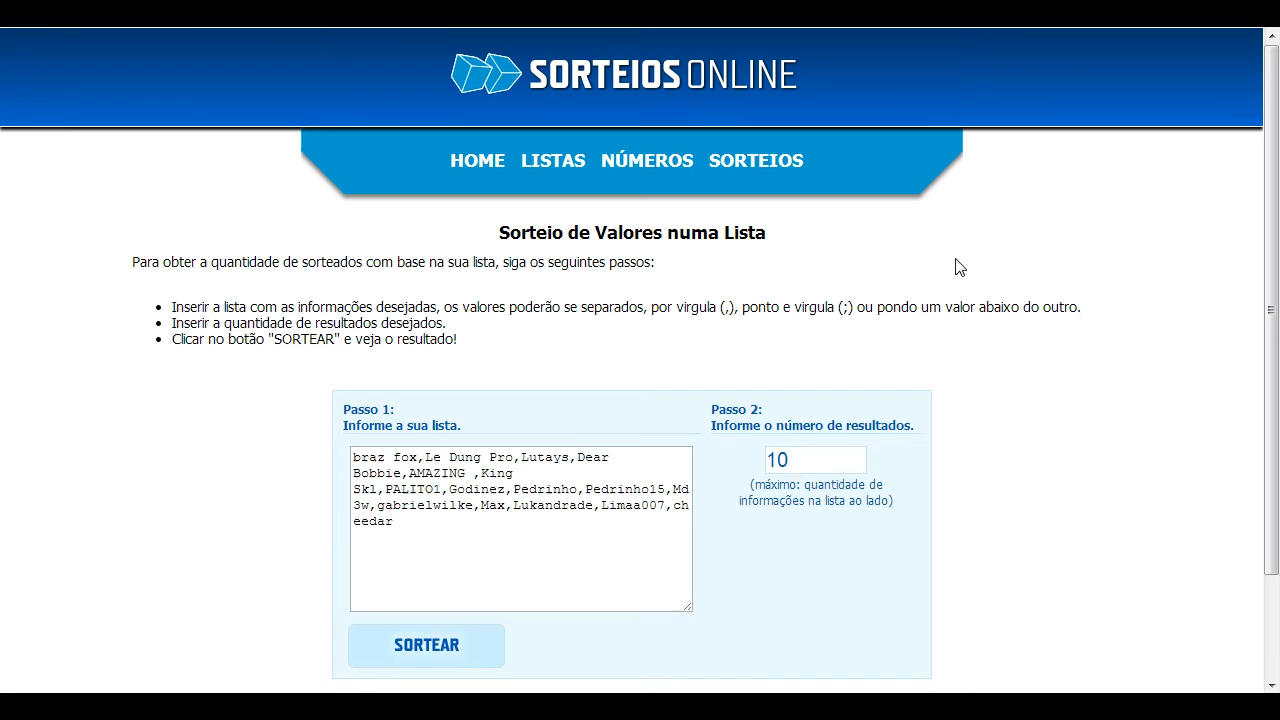 SORTEIOS ONLINE
HOME LISTAS NÚMEROS SORTEIOS
Sorteio de Valores numa Lista
Para obter a quantidade de sorteados com base na sua lista, siga os seguintes passos:
• Inserir a lista com as informações desejadas, os valores poderão se separados, por virgula (,), ponto e virgula (;) ou pondo um valor abaixo do outro.
• Inserir a quantidade de resultados desejados.
• Clicar no botão "SORTEAR" e veja o resultado!
Passo 1:
Informe a sua lista.
braz fox,Le Dung Pro,Lutays,Dear
Bobbie,AMAZING ,King
Skl,PALITO1,Godinez,Pedrinho,Pedrinho15,Md
3w,gabrielwilke,Max,Lukandrade,Limaa007,ch
eedar
SORTEAR
Passo 2:
Informe o número de resultados.
10
(máximo: quantidade de
informações na lista ao lado)